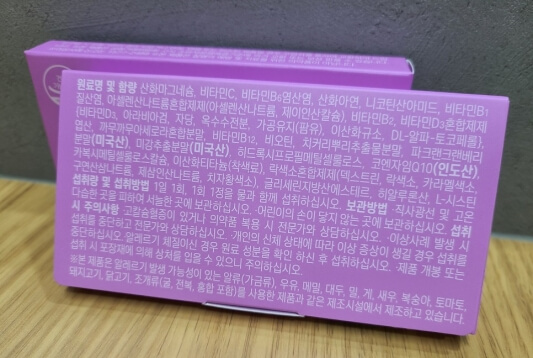 원료명 및 함량 산화마그네슘, 비타민C, 비타민B₆염산염, 산화아연, 니코틴산아미드, 비타민B₁
질산염, 아셀렌산나트륨혼합제제(아셀렌산나트륨, 제이인산칼슘), 비타민B₂, 비타민D₃혼합제제
{비타민D₃, 아라비아검, 자당, 옥수수전분, 가공유지(팜유), 이산화규소, DL-알파-토코페롤},
엽산, 까무까무아세로라혼합분말, 비타민B₁₂, 비오틴, 치커리뿌리추출물분말, 파크랜크랜베리
분말(미국산), 미강추출분말(미국산), 히드록시프로필메틸셀룰로스, 코엔자임Q10(인도산),
카복시메틸셀룰로스칼슘, 이산화티타늄(착색료), 락색소혼합제제(덱스트린, 락색소, 카라멜색소,
구연산삼나트륨, 제삼인산나트륨, 치자황색소), 글리세린지방산에스테르, 히알루론산, L-시스틴
섭취량 및 섭취방법 1일 1회, 1회 1정을 물과 함께 섭취하십시오. 보관방법 ·직사광선 및 고온
다습한 곳을 피하여 서늘한 곳에 보관하십시오. ·어린이의 손이 닿지 않는 곳에 보관하십시오. 섭취
시 주의사항 ·고칼슘혈증이 있거나 의약품 복용 시 전문가와 상담하십시오. ·이상사례 발생 시
섭취를 중단하고 전문가와 상담하십시오. ·개인의 신체 상태에 따라 이상 증상이 생길 경우 섭취를
중단하십시오. ·알레르기 체질이신 경우 원료 성분을 확인 하신 후 섭취하십시오. ·제품 개봉 또는
섭취 시 포장재에 의해 상처를 입을 수 있으니 주의하십시오.
※본 제품은 알레르기 발생 가능성이 있는 알류(가금류), 우유, 메밀, 대두, 밀, 게, 새우, 복숭아, 토마토,
돼지고기, 닭고기, 조개류(굴, 전복, 홍합 포함)를 사용한 제품과 같은 제조시설에서 제조하고 있습니다.